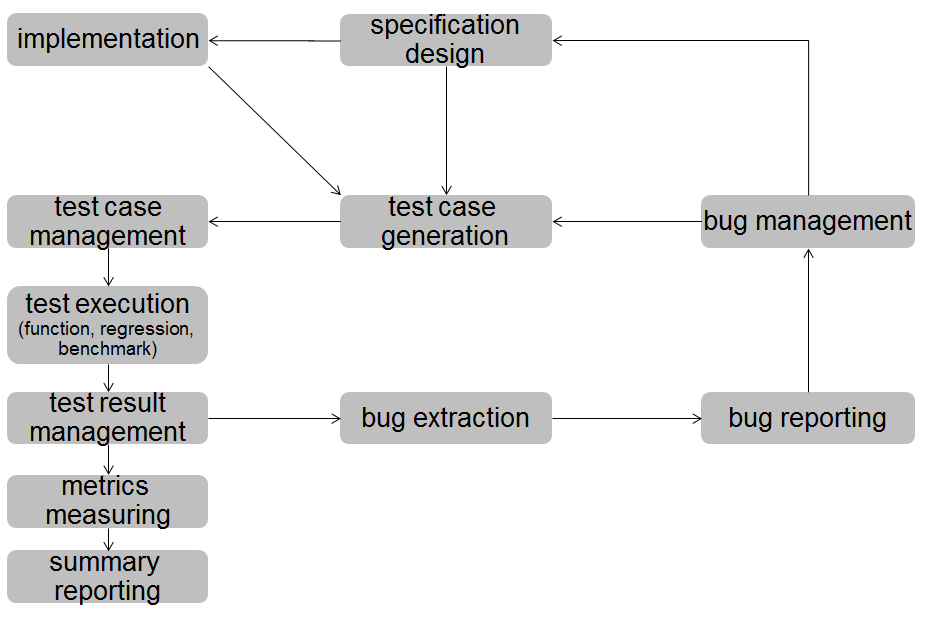 implementation
specification
design
test case
management
test case
generation
bug management
test execution
(function, regression,
benchmark)
test result
management
bug extraction
bug reporting
metrics
measuring
summary
reporting